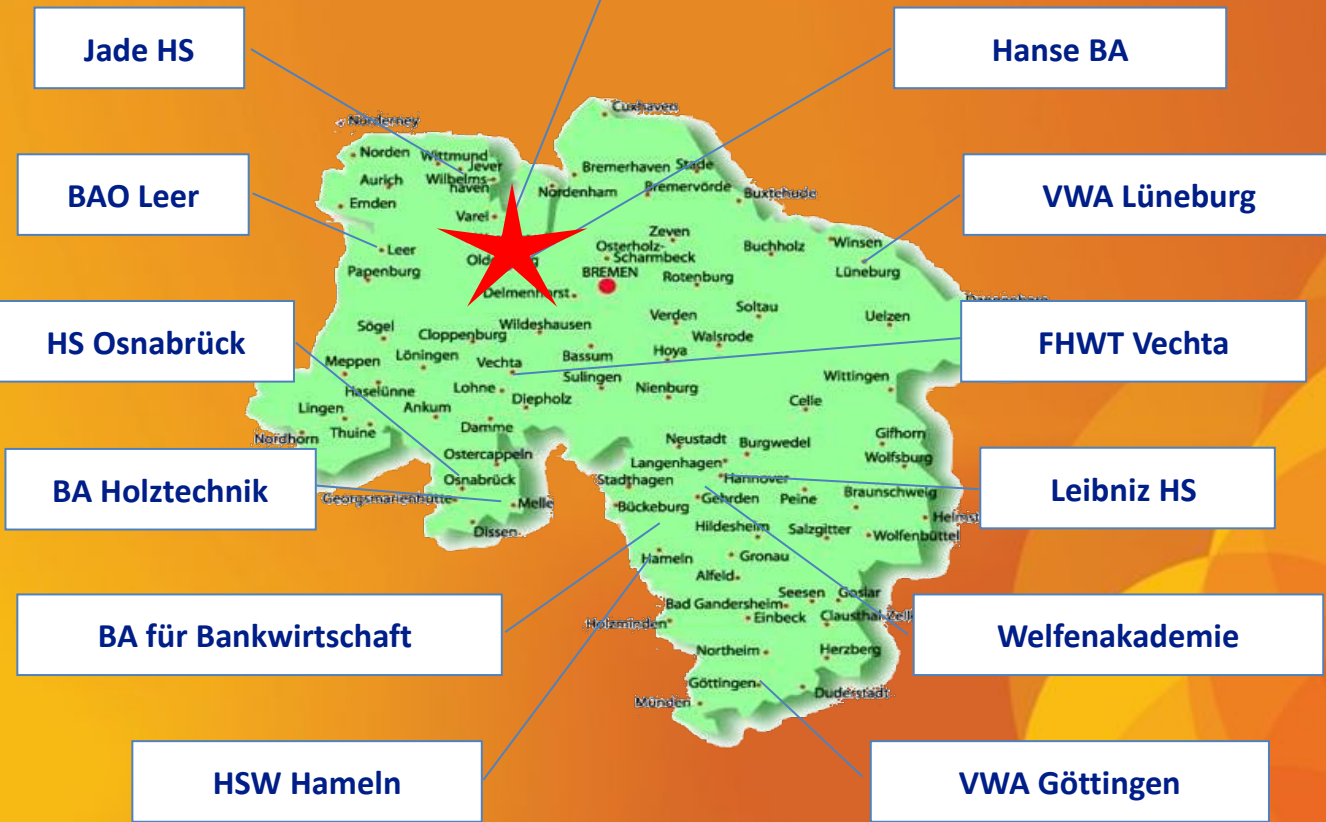 Jade HS
Hanse BA
BAO Leer
VWA Lüneburg
HS Osnabrück
FHWT Vechta
BA Holztechnik
Leibniz HS
BA für Bankwirtschaft
Welfenakademie
HSW Hameln
VWA Göttingen
Cuxhaven
Norderney
Norden
Wittmund
Jever
Aurich
Wilhelms-
haven
Bremerhaven
Stade
Emden
Nordenham
Bremervörde
Buxtehude
Varel
Zeven
Leer
Osterholz-
Scharmbeck
Buchholz
Winsen
Papenburg
BREMEN
Rotenburg
Lüneburg
Delmenhorst
Sögel
Cloppenburg
Wildeshausen
Verden
Soltau
Uelzen
Walsrode
Meppen
Löningen
Vechta
Bassum
Hoya
Haselünne
Lohne
Sulingen
Nienburg
Wittingen
Lingen
Ankum
Diepholz
Celle
Nordhorn
Thuine
Damme
Neustadt
Burgwedel
Gifhorn
Ostercappeln
Langenhagen
Wolfsburg
Osnabrück
Stadthagen
Hannover
Georgsmarienhütte
Melle
Bückeburg
Gehrden
Peine
Braunschweig
Dissen
Hildesheim
Salzgitter
Wolfenbüttel
Hameln
Gronau
Alfeld
Seesen
Goslar
Bad Gandersheim
Holzminden
Einbeck
Northeim
Herzberg
Göttingen
Duderstadt
Münden